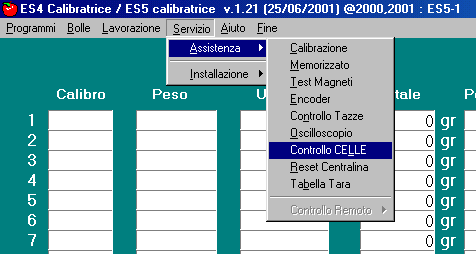 ES4 Calibratrice / ES5 calibratrice v.1.21 (25/06/2001) @2000,2001 : ES5-1
Programmi Bolle Lavorazione Servizio Aiuto Fine
Assistenza
Installazione
Calibrazione
Memorizzato
Test Magneti
Encoder
Controllo Tazze
Oscilloscopio
Controllo CELLE
Reset Centralina
Tabella Tara
Controllo Remoto
Calibro Peso U tale P
1 0 gr
2 0 gr
3 0 gr
4 0 gr
5 0 gr
6 0 gr
7 0 gr